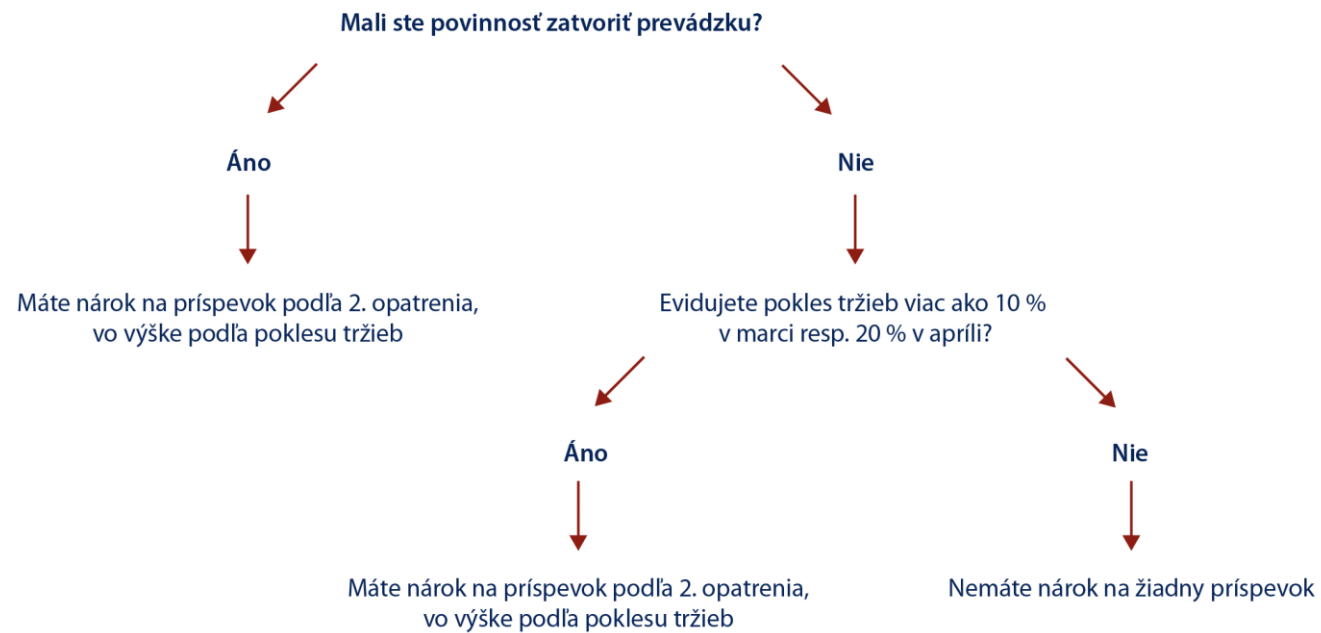 Mali ste povinnosť zatvoriť prevádzku?
Áno
Nie
Máte nárok na príspevok podľa 2. opatrenia,
vo výške podľa poklesu tržieb
Evidujete pokles tržieb viac ako 10 %
v marci resp. 20 % v apríli?
Áno
Nie
Máte nárok na príspevok podľa 2. opatrenia,
vo výške podľa poklesu tržieb
Nemáte nárok na žiadny príspevok